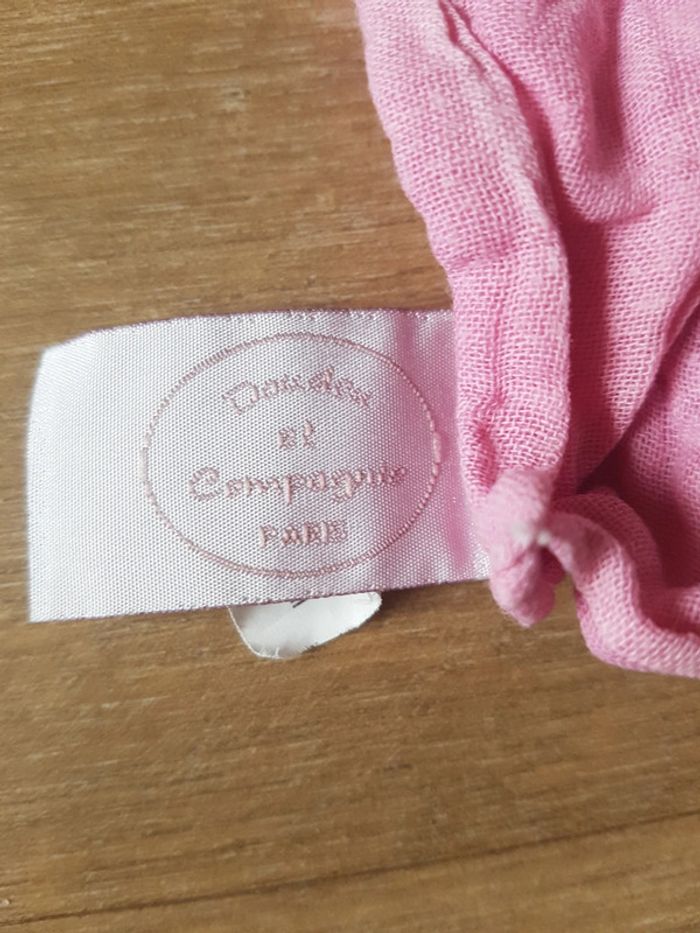 Doudou
et
Compagnie
PARIS